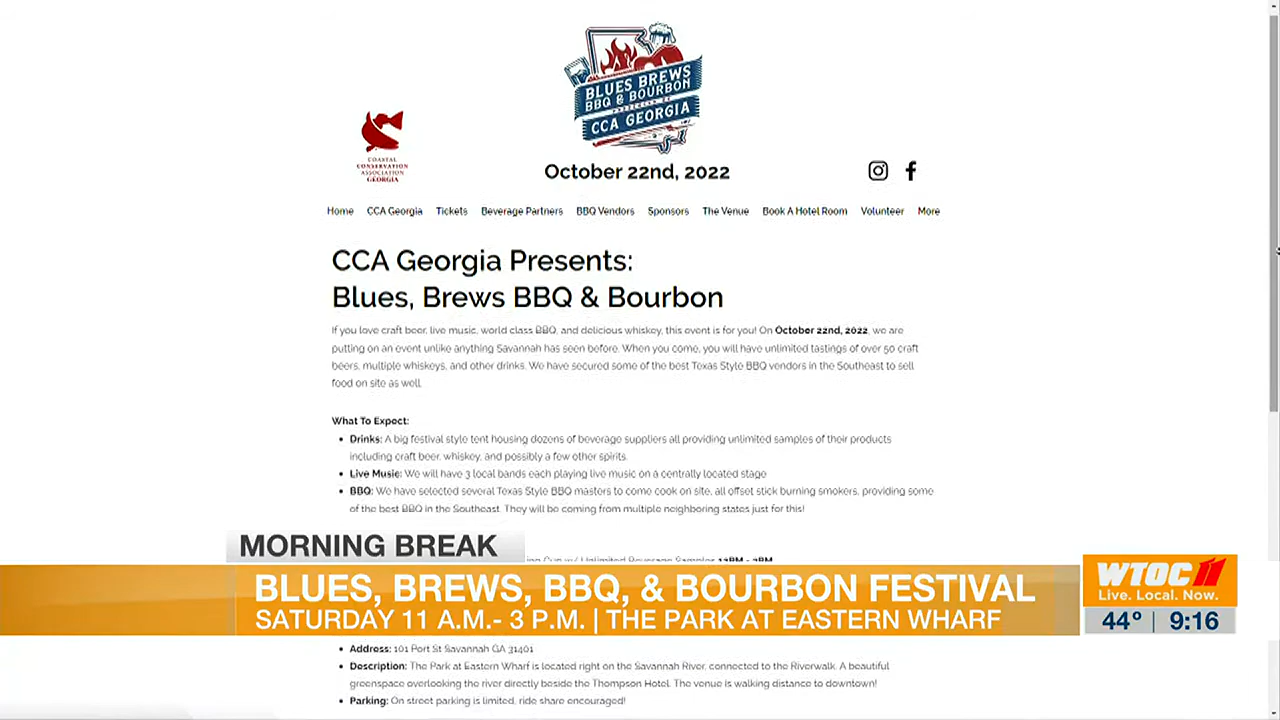 BLUES BREWS
BBQ & BOURBON
PRESENTED BY
CCA GEORGIA
COASTAL
CONSERVATION
ASSOCIATION
GEORGIA
October 22nd, 2022
Home CCA Georgia Tickets Beverage Partners BBQ Vendors Sponsors The Venue Book A Hotel Room Volunteer More
CCA Georgia Presents:
Blues, Brews BBQ & Bourbon
If you love craft beer, live music, world class BBQ, and delicious whiskey, this event is for you! On October 22nd, 2022, we are
putting on an event unlike anything Savannah has seen before. When you come, you will have unlimited tastings of over 50 craft
beers, multiple whiskeys, and other drinks. We have secured some of the best Texas Style BBQ vendors in the Southeast to sell
food on site as well.
What To Expect:
Drinks: A big festival style tent housing dozens of beverage suppliers all providing unlimited samples of their products
including craft beer, whiskey, and possibly a few other spirits.
Live Music: We will have 3 local bands each playing live music on a centrally located stage
BBQ: We have selected several Texas Style BBQ masters to come cook on site, all offset stick burning smokers, providing some
of the best BBQ in the Southeast. They will be coming from multiple neighboring states just for this!
MORNING BREAK
BLUES, BREWS, BBQ, & BOURBON FESTIVAL
SATURDAY 11 A.M.- 3 P.M. | THE PARK AT EASTERN WHARF
WTOC 11
Live. Local. Now.
44° | 9:16
Address: 101 Port St Savannah GA 31401
Description: The Park at Eastern Wharf is located right on the Savannah River, connected to the Riverwalk. A beautiful
greenspace overlooking the river directly beside the Thompson Hotel. The venue is walking distance to downtown!
Parking: On street parking is limited, ride share encouraged!